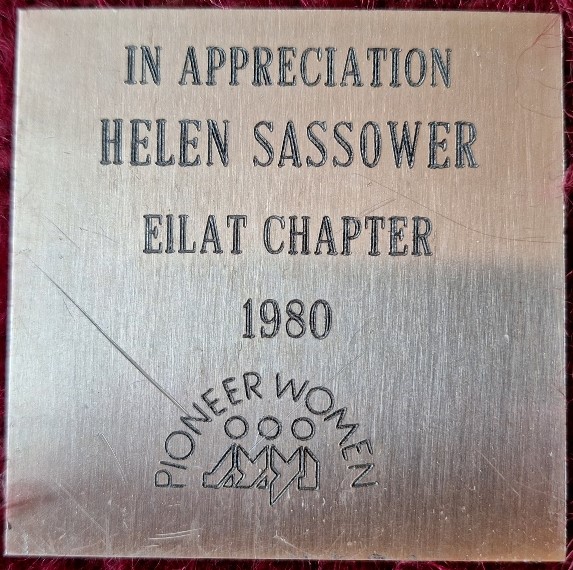 IN APPRECIATION
HELEN SASSOWER
EILAT CHAPTER
1980
PIONEER WOMEN